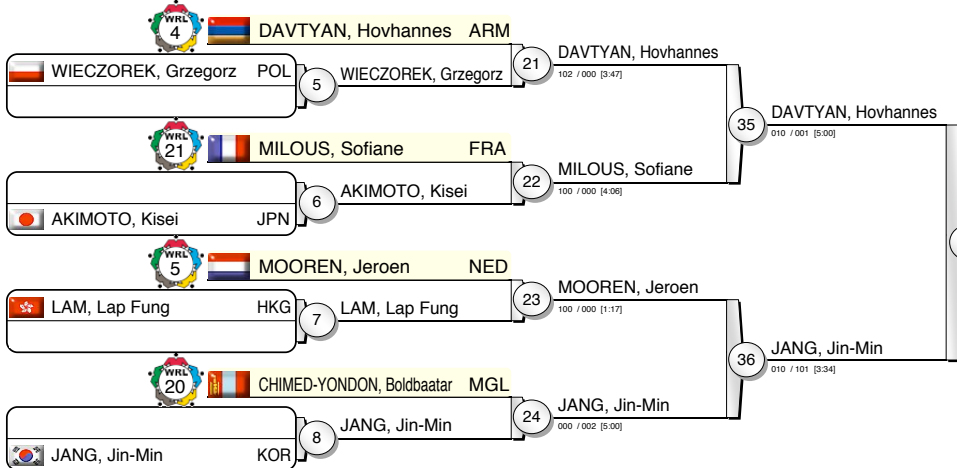 WRL
4
DAVTYAN, Hovhannes ARM
WIECZOREK, Grzegorz POL
5
WIECZOREK, Grzegorz
21
DAVTYAN, Hovhannes
102 / 000 [3:47]
35
DAVTYAN, Hovhannes
010 / 001 [5:00]
WRL
21
MILOUS, Sofiane FRA
AKIMOTO, Kisei JPN
6
AKIMOTO, Kisei
22
MILOUS, Sofiane
100 / 000 [4:06]
WRL
5
MOOREN, Jeroen NED
LAM, Lap Fung HKG
7
LAM, Lap Fung
23
MOOREN, Jeroen
100 / 000 [1:17]
36
JANG, Jin-Min
010 / 101 [3:34]
WRL
20
CHIMED-YONDON, Boldbaatar MGL
JANG, Jin-Min KOR
8
JANG, Jin-Min
24
JANG, Jin-Min
000 / 002 [5:00]